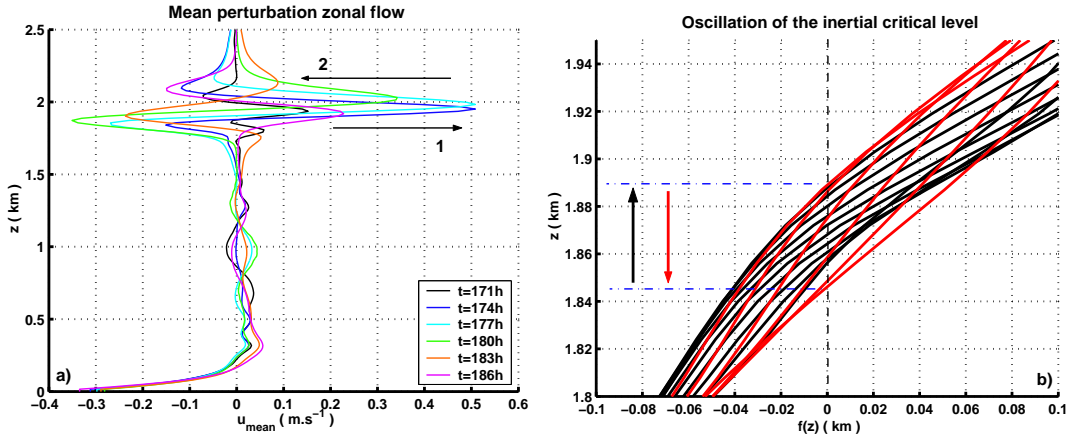 Mean perturbation zonal flow
2.5
2
1.5
1
0.5
0
z ( km )
2
1
t=171h
t=174h
t=177h
t=180h
t=183h
t=186h
a)
−0.4 −0.3 −0.2 −0.1 0 0.1 0.2 0.3 0.4 0.5 0.6
u_mean ( m.s⁻¹ )
Oscillation of the inertial critical level
1.94
1.92
1.9
1.88
1.86
1.84
1.82
1.8
z ( km )
b)
−0.1 −0.08 −0.06 −0.04 −0.02 0 0.02 0.04 0.06 0.08 0.1
f(z) ( km )